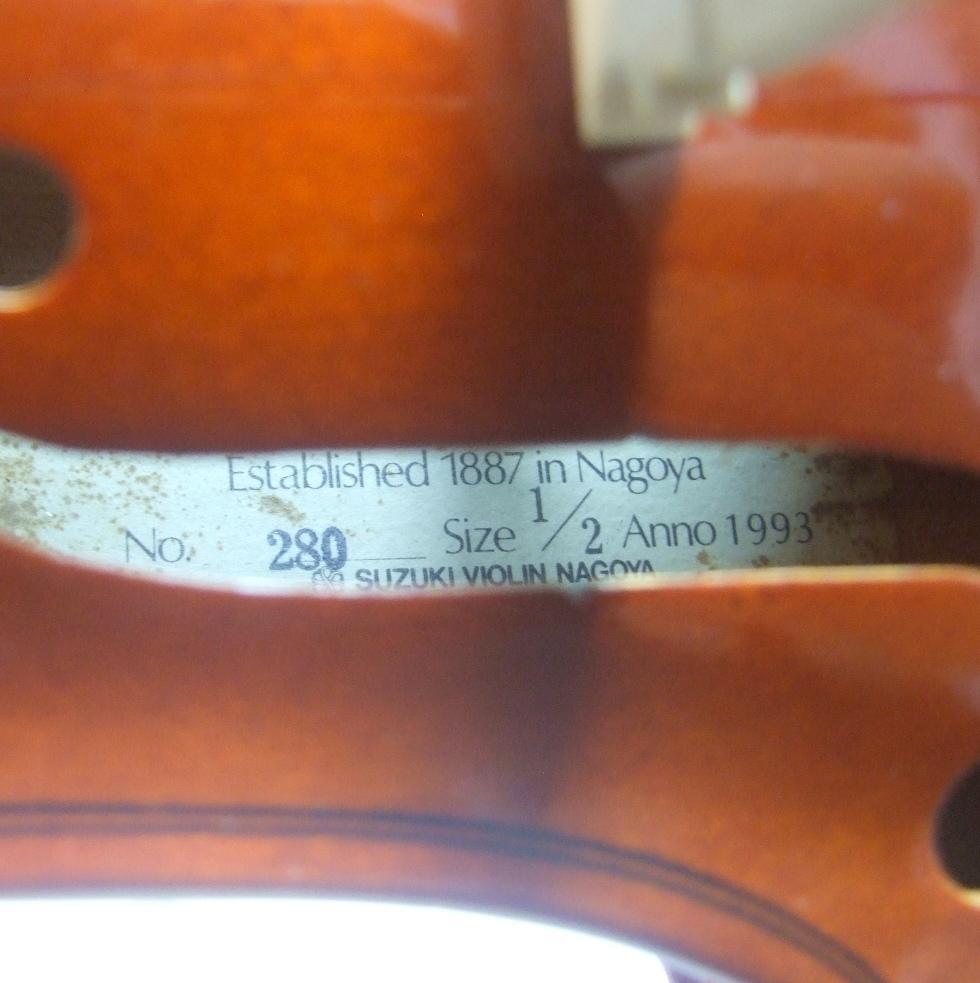 Established 1887 in Nagoya
No. 280 Size 1/2 Anno 1993
SUZUKI VIOLIN NAGOYA